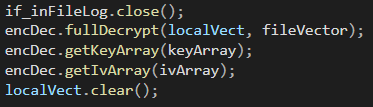 if_inFileLog.close();
encDec.fullDecrypt(localVect, fileVector);
encDec.getKeyArray(keyArray);
encDec.getIvArray(ivArray);
localVect.clear();